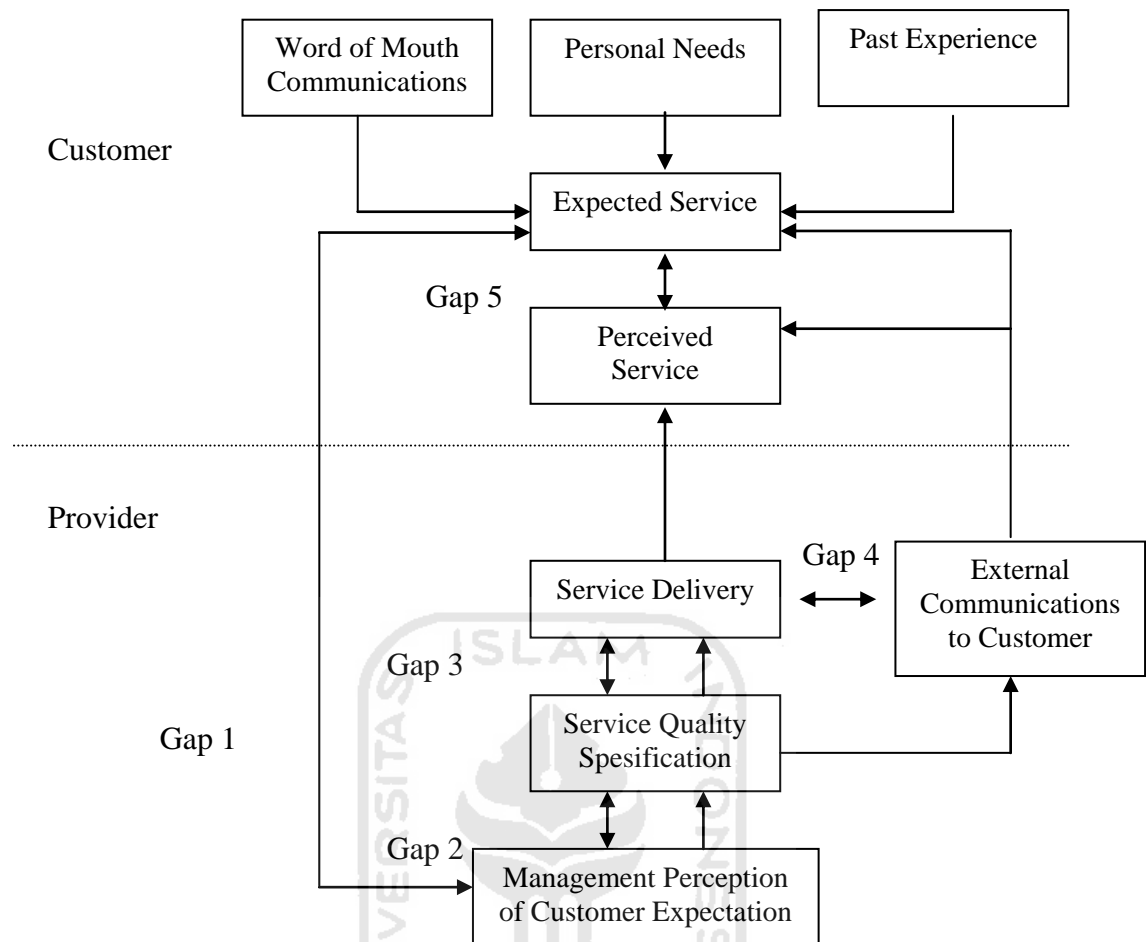 Word of Mouth
Communications
Personal Needs
Past Experience
Customer
Expected Service
Gap 5
Perceived
Service
Provider
Gap 4
External
Communications
to Customer
Service Delivery
ISLAM
Gap 3
Service Quality
Spesification
Gap 1
Gap 2
Management Perception
of Customer Expectation